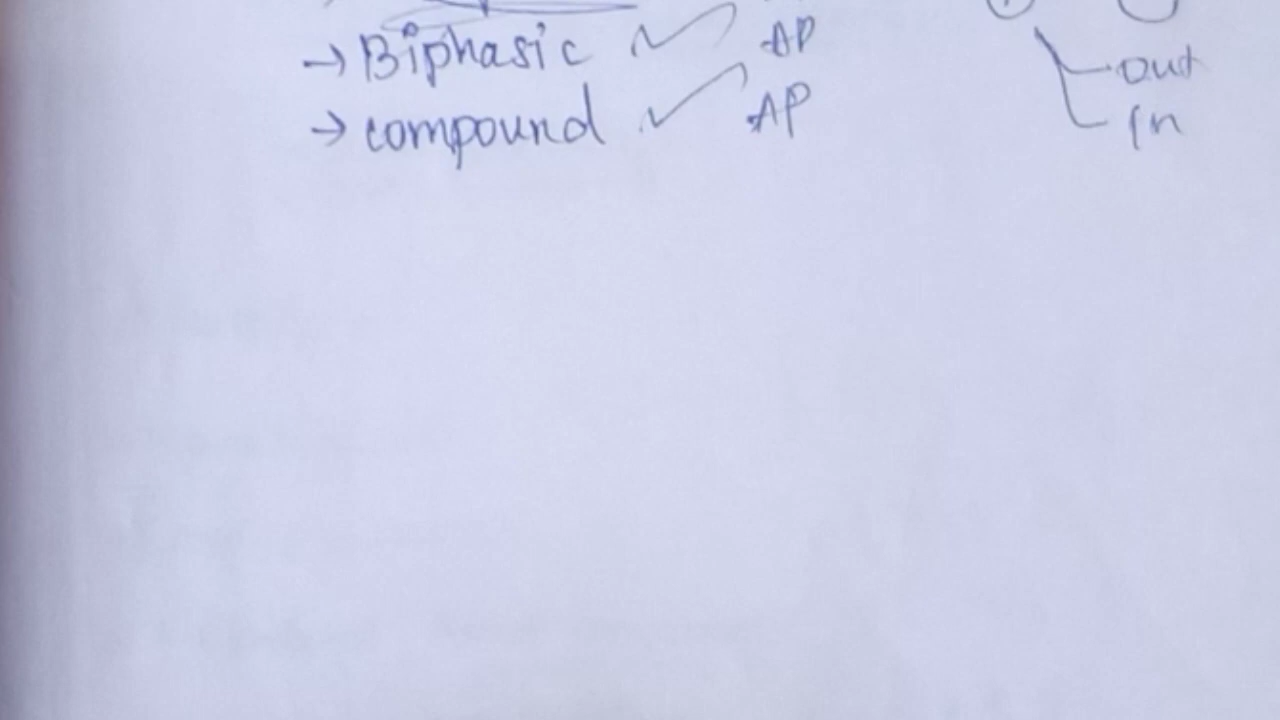 → Biphasic AP
→ compound AP
out
in